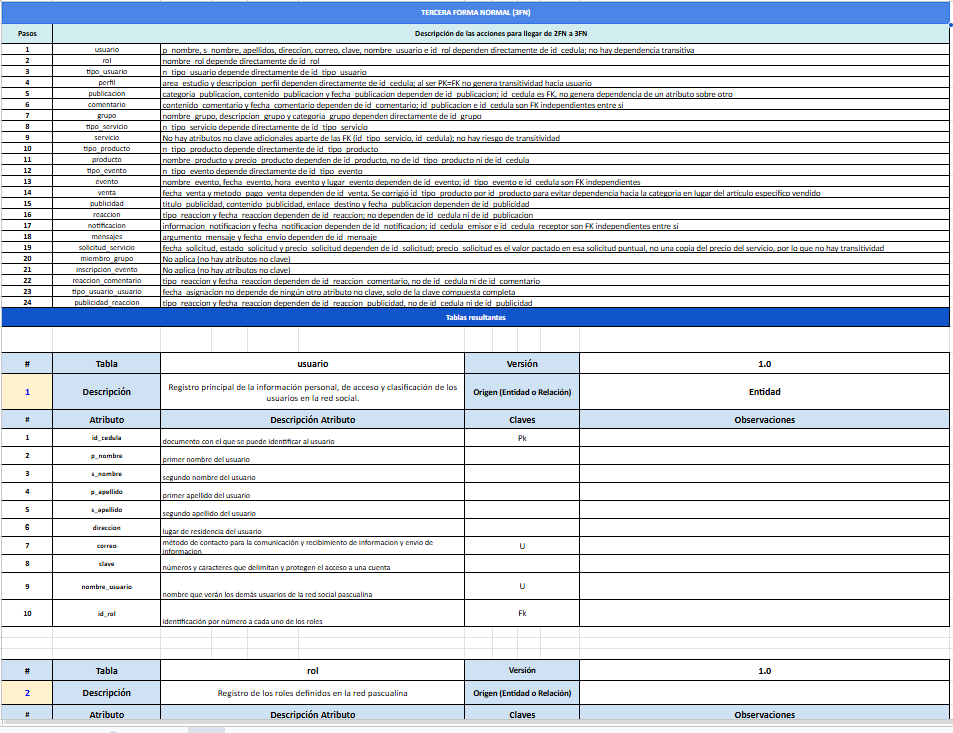 TERCERA FORMA NORMAL (3FN)
Pasos Descripción de las acciones para llegar de 2FN a 3FN
1 usuario p_nombre, s_nombre, apellidos, direccion, correo, clave, nombre_usuario e id_rol dependen directamente de id_cedula; no hay dependencia transitiva
2 rol nombre_rol depende directamente de id_rol
3 tipo_usuario n_tipo_usuario depende directamente de id_tipo_usuario
4 perfil area_estudio y descripcion_perfil dependen directamente de id_cedula; al ser PK=FK no genera transitividad hacia usuario
5 publicacion categoria_publicacion, contenido_publicacion y fecha_publicacion dependen de id_publicacion; id_cedula es FK, no genera dependencia de un atributo sobre otro
6 comentario contenido_comentario y fecha_comentario dependen de id_comentario; id_publicacion e id_cedula son FK independientes entre sí
7 grupo nombre_grupo, descripcion_grupo y categoria_grupo dependen directamente de id_grupo
8 tipo_servicio n_tipo_servicio depende directamente de id_tipo_servicio
9 servicio No hay atributos no clave adicionales aparte de las FK (id_tipo_servicio, id_cedula); no hay riesgo de transitividad
10 tipo_producto n_tipo_producto depende directamente de id_tipo_producto
11 producto nombre_producto y precio_producto dependen de id_producto, no de id_tipo_producto ni de id_cedula
12 tipo_evento n_tipo_evento depende directamente de id_tipo_evento
13 evento nombre_evento, fecha_evento, hora_evento y lugar_evento dependen de id_evento; id_tipo_evento e id_cedula son FK independientes
14 venta fecha_venta y metodo_pago_venta dependen de id_venta. Se corrigió id_tipo_producto por id_producto para evitar dependencia hacia la categoría en lugar del artículo específico vendido
15 publicidad titulo_publicidad, contenido_publicidad, enlace_destino y fecha_publicacion dependen de id_publicidad
16 reaccion tipo_reaccion y fecha_reaccion dependen de id_reaccion; no dependen de id_cedula ni de id_publicacion
17 notificacion informacion_notificacion y fecha_notificacion dependen de id_notificacion; id_cedula_emisor e id_cedula_receptor son FK independientes entre sí
18 mensajes argumento_mensaje y fecha_envio dependen de id_mensaje
19 solicitud_servicio fecha_solicitud, estado_solicitud y precio_solicitud dependen de id_solicitud; precio_solicitud es el valor pactado en esa solicitud puntual, no una copia del precio del servicio, por lo que no hay transitividad
20 miembro_grupo No aplica (no hay atributos no clave)
21 inscripcion_evento No aplica (no hay atributos no clave)
22 reaccion_comentario tipo_reaccion y fecha_reaccion dependen de id_reaccion_comentario, no de id_cedula ni de id_comentario
23 tipo_usuario_usuario fecha_asignacion no depende de ningún otro atributo no clave, solo de la clave compuesta completa
24 publicidad_reaccion tipo_reaccion y fecha_reaccion dependen de id_reaccion_publicidad, no de id_cedula ni de id_publicidad
Tablas resultantes
# Tabla usuario Versión 1.0
1 Descripción Registro principal de la información personal, de acceso y clasificación de los
usuarios en la red social. Origen (Entidad o Relación) Entidad
# Atributo Descripción Atributo Claves Observaciones
1 id_cedula documento con el que se puede identificar al usuario Pk
2 p_nombre primer nombre del usuario
3 s_nombre segundo nombre del usuario
4 p_apellido primer apellido del usuario
5 s_apellido segundo apellido del usuario
6 direccion lugar de residencia del usuario
7 correo método de contacto para la comunicación y recibimiento de informacion y envio de
informacion U
8 clave números y caracteres que delimitan y protegen el acceso a una cuenta
9 nombre_usuario nombre que verán los demás usuarios de la red social pascualina U
10 id_rol identificación por número a cada uno de los roles Fk
# Tabla rol Versión 1.0
2 Descripción Registro de los roles definidos en la red pascualina Origen (Entidad o Relación)
# Atributo Descripción Atributo Claves Observaciones